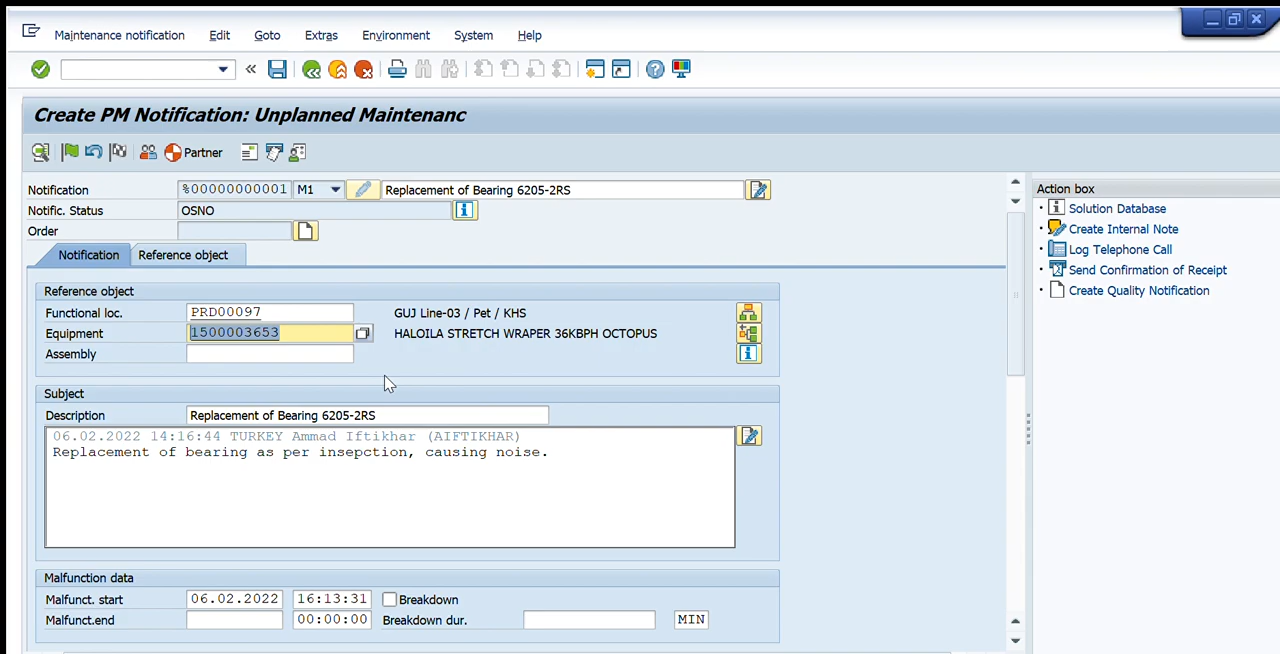 Maintenance notification Edit Goto Extras Environment System Help
Create PM Notification: Unplanned Maintenanc
Partner
Notification %00000000001 M1 Replacement of Bearing 6205-2RS
Notific. Status OSNO
Order
Notification Reference object
Reference object
Functional loc. PRD00097 GUJ Line-03 / Pet / KHS
Equipment 1500003653 HALOILA STRETCH WRAPER 36KBPH OCTOPUS
Assembly
Subject
Description Replacement of Bearing 6205-2RS
06.02.2022 14:16:44 TURKEY Ammad Iftikhar (AIFTIKHAR)
Replacement of bearing as per insepction, causing noise.
Malfunction data
Malfunct. start 06.02.2022 16:13:31 Breakdown
Malfunct.end 00:00:00 Breakdown dur. MIN
Action box
Solution Database
Create Internal Note
Log Telephone Call
Send Confirmation of Receipt
Create Quality Notification